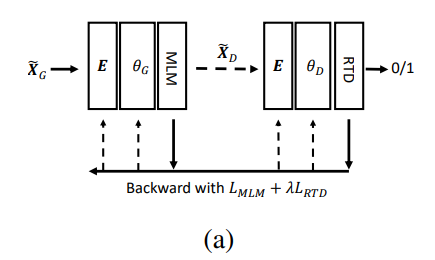 X̃_G
E
θ_G
MLM
X̃_D
E
θ_D
RTD
0/1
Backward with L_MLM + λL_RTD
(a)